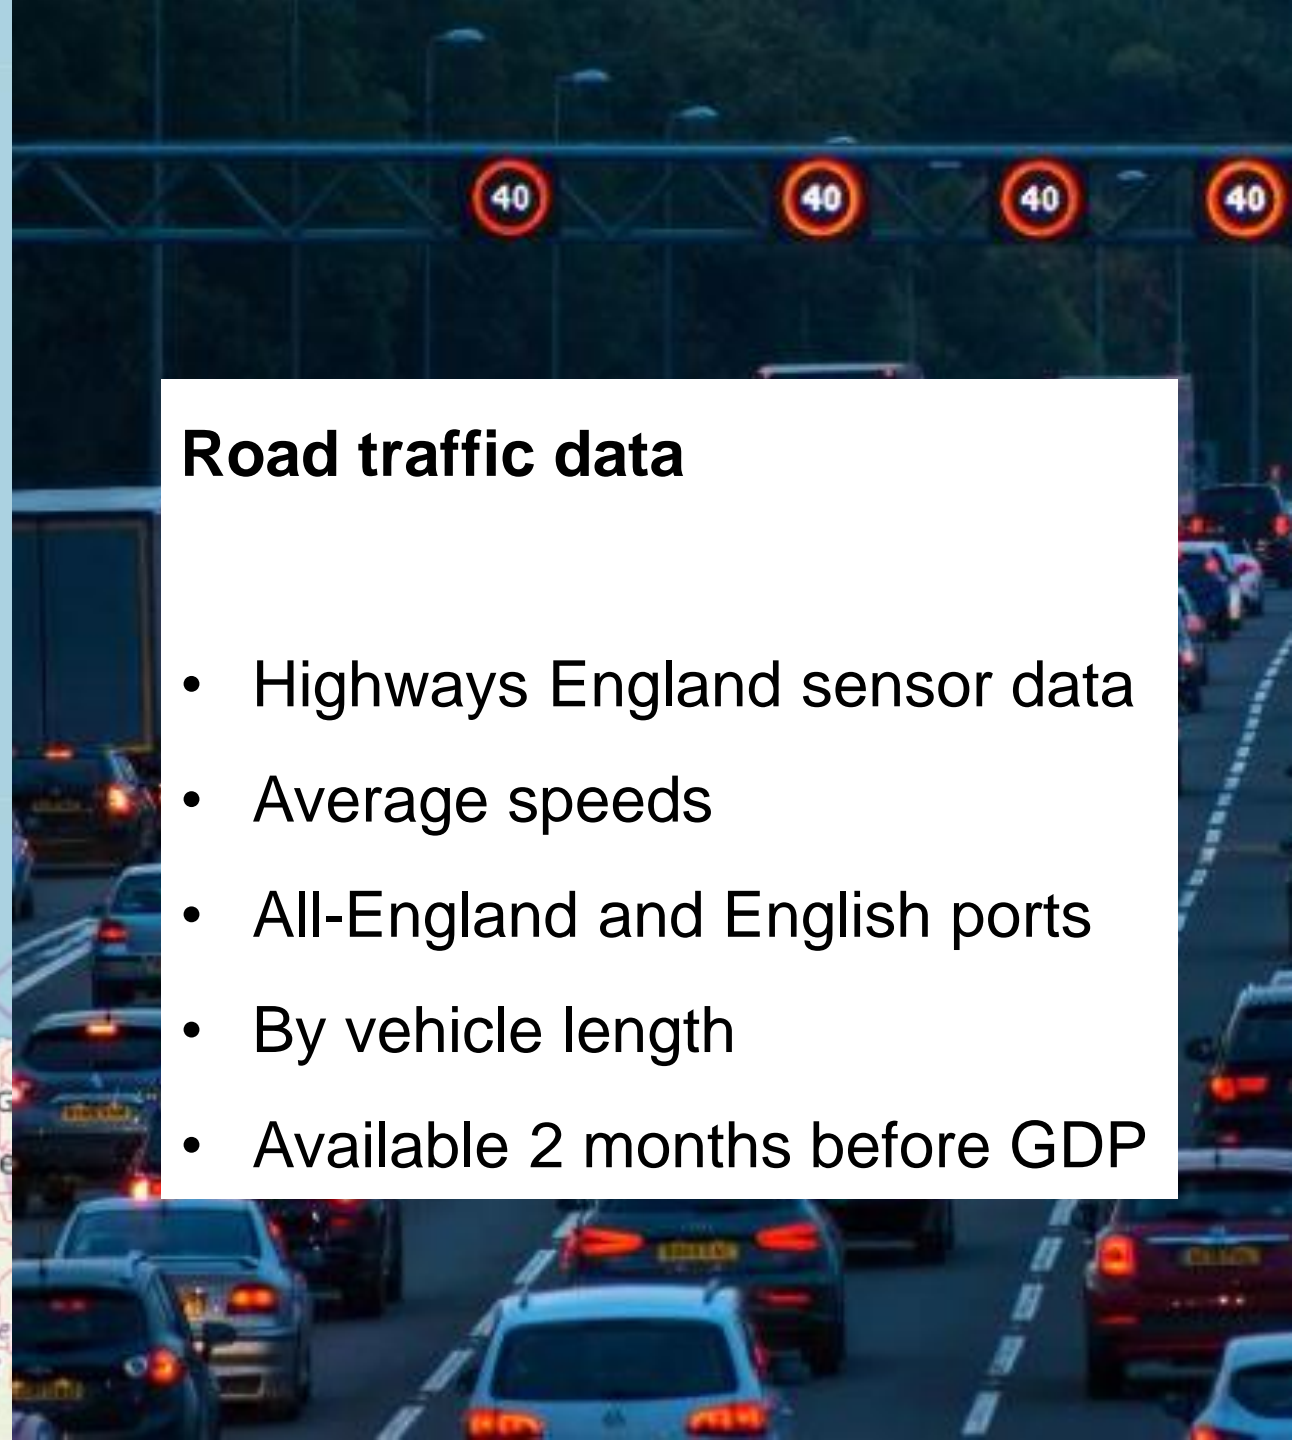 40
40
40
40
Road traffic data
• Highways England sensor data
• Average speeds
• All-England and English ports
• By vehicle length
• Available 2 months before GDP